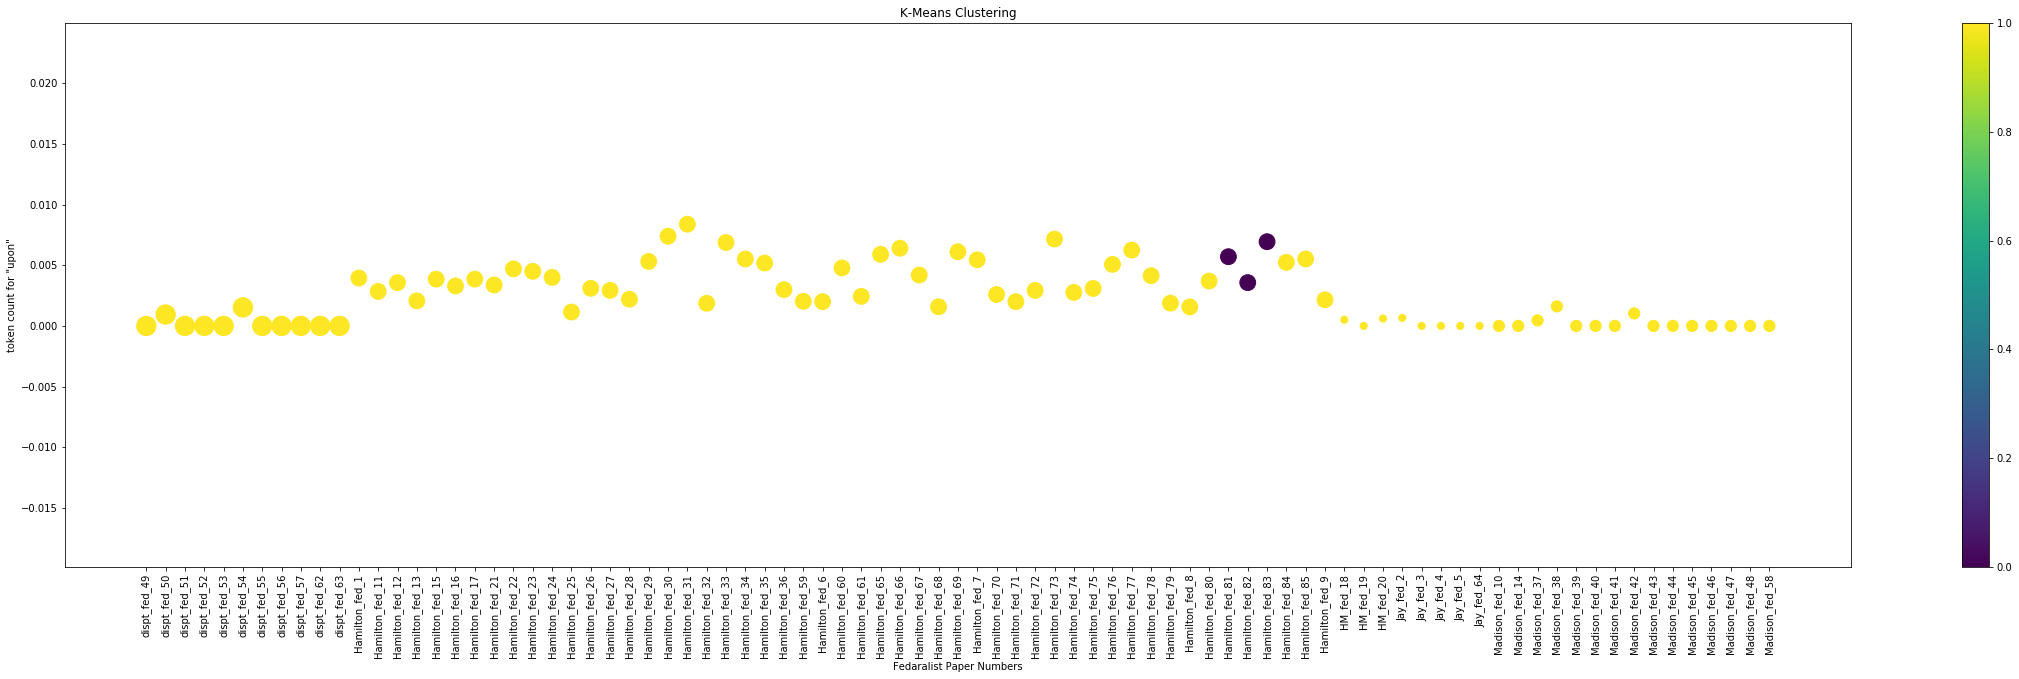 K-Means Clustering
token count for "upon"
0.020
0.015
0.010
0.005
0.000
−0.005
−0.010
−0.015
1.0
0.8
0.6
0.4
0.2
0.0
dispt_fed_49
dispt_fed_50
dispt_fed_51
dispt_fed_52
dispt_fed_53
dispt_fed_54
dispt_fed_55
dispt_fed_56
dispt_fed_57
dispt_fed_62
dispt_fed_63
Hamilton_fed_1
Hamilton_fed_11
Hamilton_fed_12
Hamilton_fed_13
Hamilton_fed_15
Hamilton_fed_16
Hamilton_fed_17
Hamilton_fed_21
Hamilton_fed_22
Hamilton_fed_23
Hamilton_fed_24
Hamilton_fed_25
Hamilton_fed_26
Hamilton_fed_27
Hamilton_fed_28
Hamilton_fed_29
Hamilton_fed_30
Hamilton_fed_31
Hamilton_fed_32
Hamilton_fed_33
Hamilton_fed_34
Hamilton_fed_35
Hamilton_fed_36
Hamilton_fed_59
Hamilton_fed_6
Hamilton_fed_60
Hamilton_fed_61
Hamilton_fed_65
Hamilton_fed_66
Hamilton_fed_67
Hamilton_fed_68
Hamilton_fed_69
Hamilton_fed_7
Hamilton_fed_70
Hamilton_fed_71
Hamilton_fed_72
Hamilton_fed_73
Hamilton_fed_74
Hamilton_fed_75
Hamilton_fed_76
Hamilton_fed_77
Hamilton_fed_78
Hamilton_fed_79
Hamilton_fed_8
Hamilton_fed_80
Hamilton_fed_81
Hamilton_fed_82
Hamilton_fed_83
Hamilton_fed_84
Hamilton_fed_85
Hamilton_fed_9
HM_fed_18
HM_fed_19
HM_fed_20
Jay_fed_2
Jay_fed_3
Jay_fed_4
Jay_fed_5
Jay_fed_64
Madison_fed_10
Madison_fed_14
Madison_fed_37
Madison_fed_38
Madison_fed_39
Madison_fed_40
Madison_fed_41
Madison_fed_42
Madison_fed_43
Madison_fed_44
Madison_fed_45
Madison_fed_46
Madison_fed_47
Madison_fed_48
Madison_fed_58
Fedaralist Paper Numbers